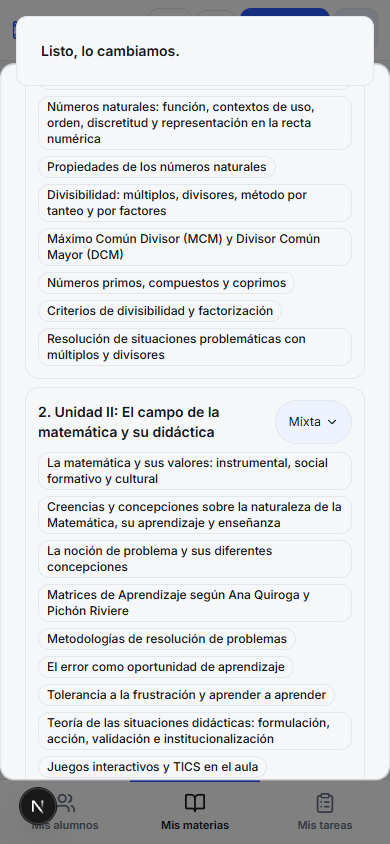 Listo, lo cambiamos.
Números naturales: función, contextos de uso,
orden, discretitud y representación en la recta
numérica
Propiedades de los números naturales
Divisibilidad: múltiplos, divisores, método por
tanteo y por factores
Máximo Común Divisor (MCM) y Divisor Común
Mayor (DCM)
Números primos, compuestos y coprimos
Criterios de divisibilidad y factorización
Resolución de situaciones problemáticas con
múltiplos y divisores
2. Unidad II: El campo de la
matemática y su didáctica
Mixta
La matemática y sus valores: instrumental, social
formativo y cultural
Creencias y concepciones sobre la naturaleza de la
Matemática, su aprendizaje y enseñanza
La noción de problema y sus diferentes
concepciones
Matrices de Aprendizaje según Ana Quiroga y
Pichón Riviere
Metodologías de resolución de problemas
El error como oportunidad de aprendizaje
Tolerancia a la frustración y aprender a aprender
Teoría de las situaciones didácticas: formulación,
acción, validación e institucionalización
Juegos interactivos y TICS en el aula
N
Mis alumnos
Mis materias
Mis tareas